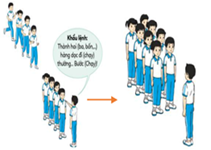 Khẩu lệnh:
Thành hai (ba, bốn...)
hàng dọc đi (chạy)
thường... Bước (Chạy)